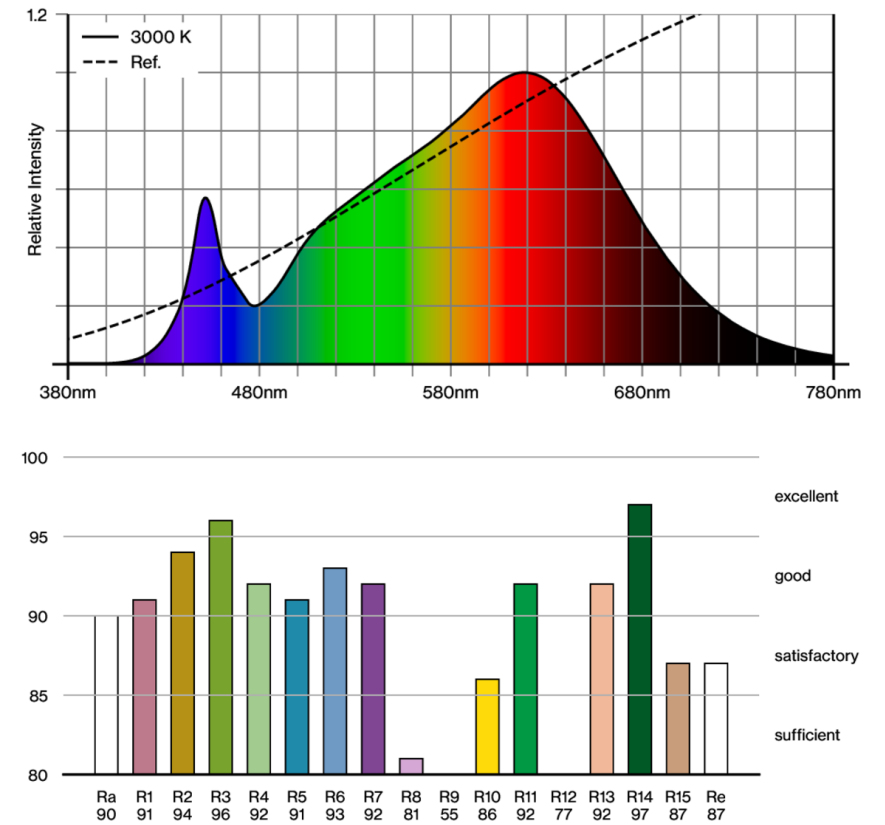 1.2
3000 K
Ref.
Relative Intensity
380nm 480nm 580nm 680nm 780nm
100
excellent
95
good
90
satisfactory
85
sufficient
80
Ra R1 R2 R3 R4 R5 R6 R7 R8 R9 R10 R11 R12 R13 R14 R15 Re
90 91 94 96 92 91 93 92 81 55 86 92 77 92 97 87 87